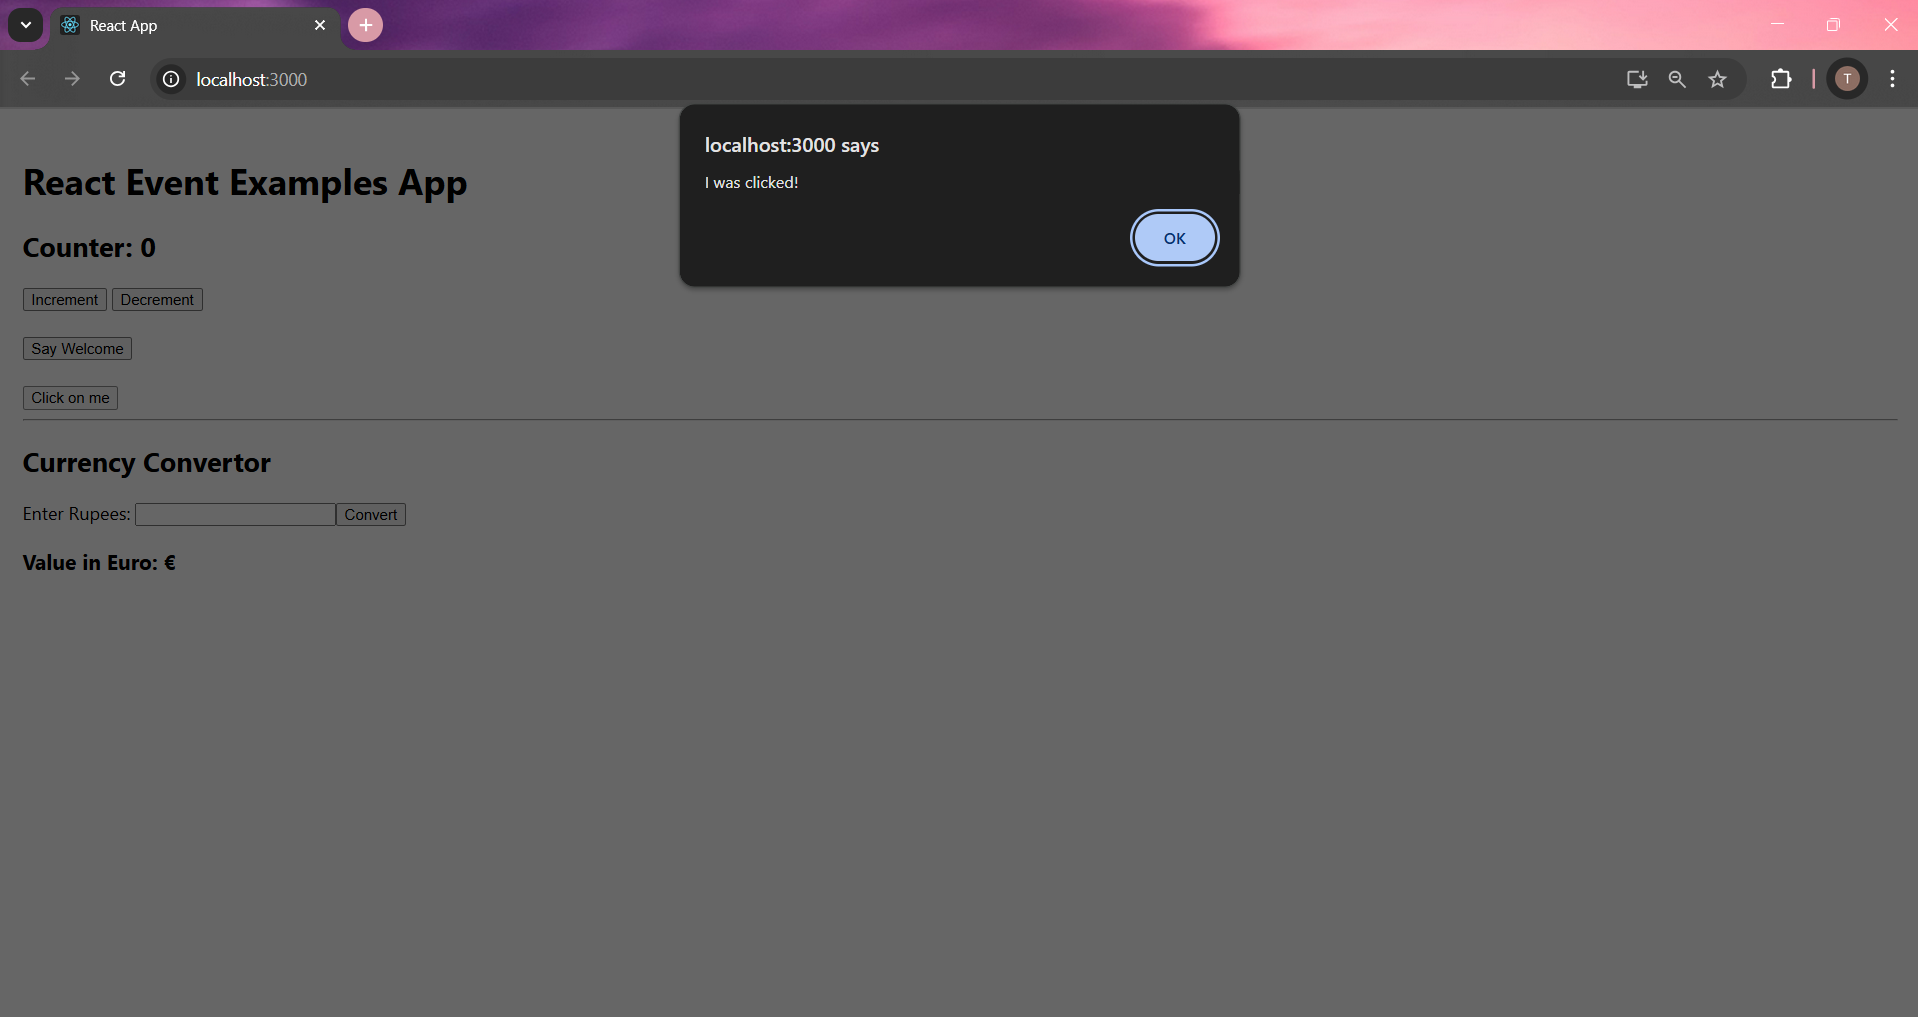 React App
localhost:3000
T
localhost:3000 says
I was clicked!
OK
React Event Examples App
Counter: 0
Increment Decrement
Say Welcome
Click on me
Currency Convertor
Enter Rupees: Convert
Value in Euro: €